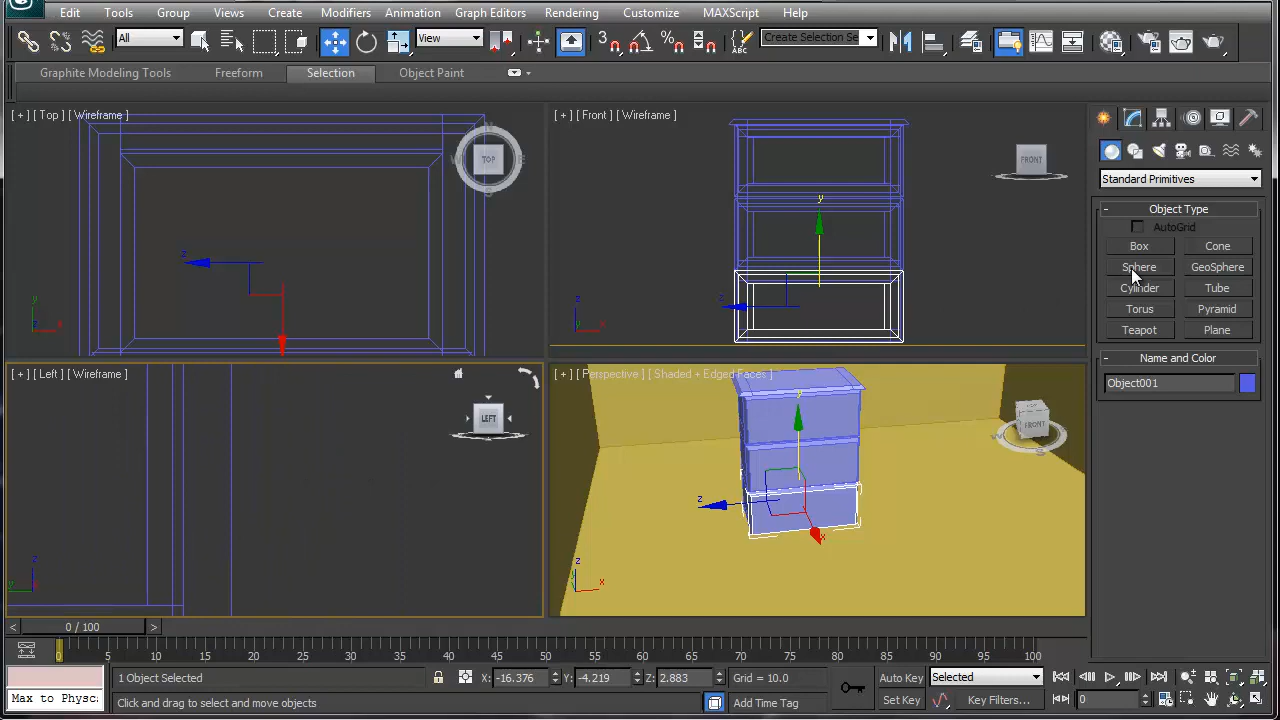 Edit Tools Group Views Create Modifiers Animation Graph Editors Rendering Customize MAXScript Help
All View 3 Create Selection Se
Graphite Modeling Tools Freeform Selection Object Paint
[ + ] [ Top ] [ Wireframe ]
TOP
z
y
x
[ + ] [ Front ] [ Wireframe ]
FRONT
y
z
z
x
[ + ] [ Left ] [ Wireframe ]
LEFT
z
[ + ] [ Perspective ] [ Shaded + Edged Faces ]
FRONT
y
z
x
z
x
Standard Primitives
- Object Type
AutoGrid
Box Cone
Sphere GeoSphere
Cylinder Tube
Torus Pyramid
Teapot Plane
- Name and Color
Object001
< 0 / 100 >
0 5 10 15 20 25 30 35 40 45 50 55 60 65 70 75 80 85 90 95 100
1 Object Selected X: -16.376 Y: -4.219 Z: 2.883 Grid = 10.0 Auto Key Selected
Max to Physc: Click and drag to select and move objects Add Time Tag Set Key Key Filters... 0